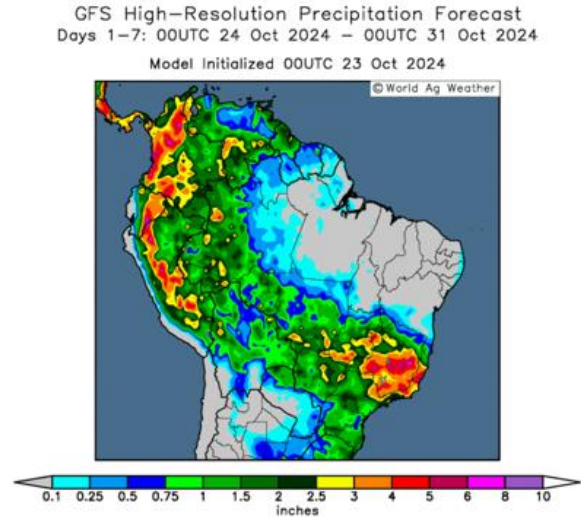 GFS High-Resolution Precipitation Forecast
Days 1-7: 00UTC 24 Oct 2024 - 00UTC 31 Oct 2024
Model Initialized 00UTC 23 Oct 2024
© World Ag Weather
0.1 0.25 0.5 0.75 1 1.5 2 2.5 3 4 5 6 8 10
inches